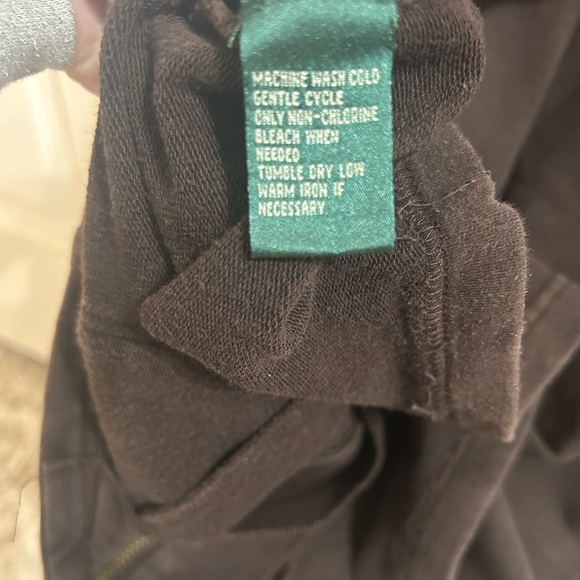 MACHINE WASH COLD
GENTLE CYCLE
ONLY NON-CHLORINE
BLEACH WHEN
NEEDED
TUMBLE DRY LOW
WARM IRON IF
NECESSARY